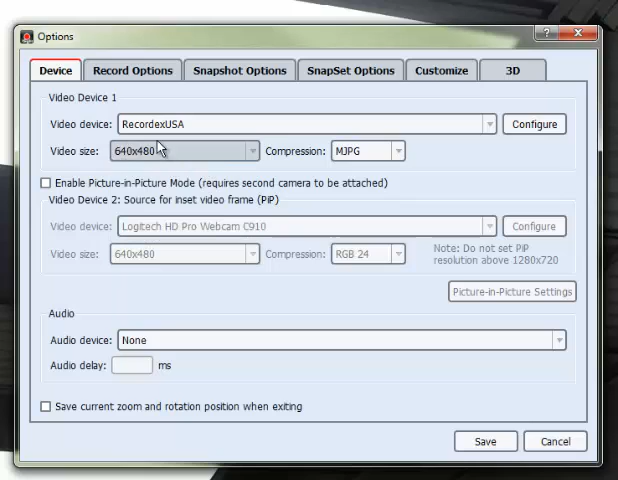 Options
?
Device Record Options Snapshot Options SnapSet Options Customize 3D
Video Device 1
Video device: RecordexUSA Configure
Video size: 640x480 Compression: MJPG
Enable Picture-in-Picture Mode (requires second camera to be attached)
Video Device 2: Source for inset video frame (PiP)
Video device: Logitech HD Pro Webcam C910 Configure
Video size: 640x480 Compression: RGB 24 Note: Do not set PiP
resolution above 1280x720
Picture-in-Picture Settings
Audio
Audio device: None
Audio delay: ms
Save current zoom and rotation position when exiting
Save Cancel